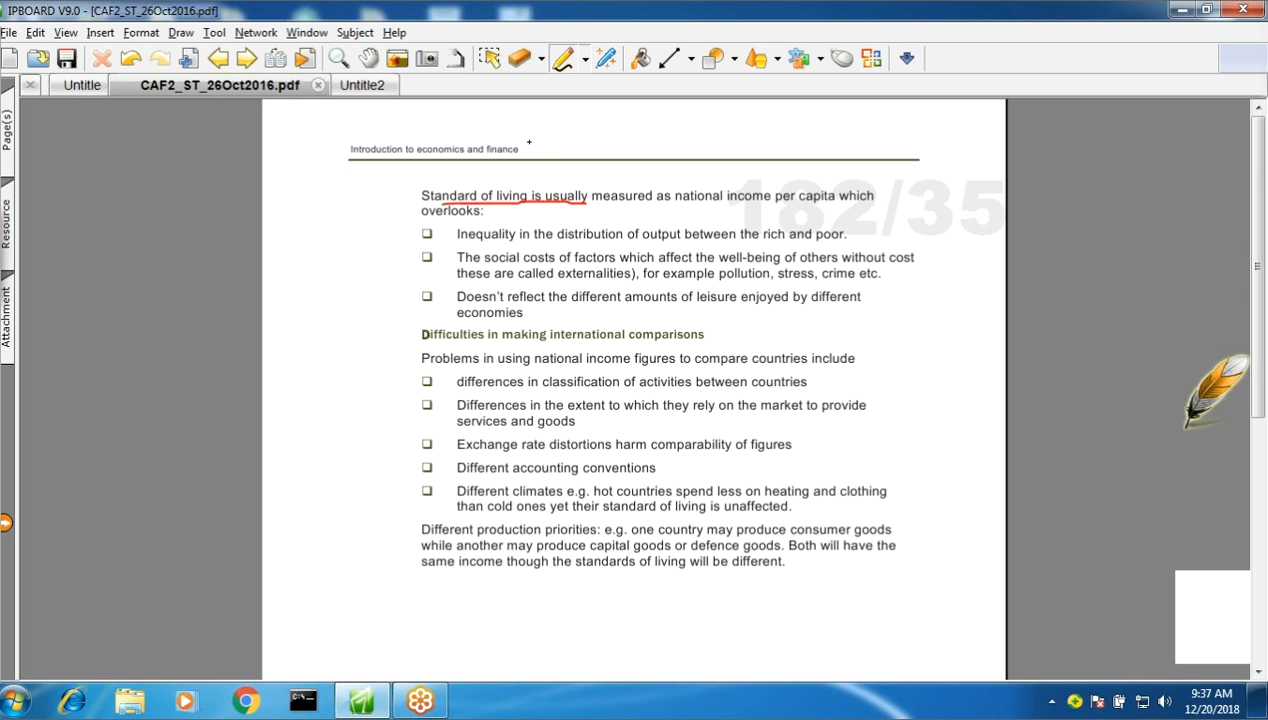 IPBOARD V9.0 - [CAF2_ST_26Oct2016.pdf]
File Edit View Insert Format Draw Tool Network Window Subject Help
Untitle CAF2_ST_26Oct2016.pdf Untitle2
Page(s)
Resource
Attachment
Introduction to economics and finance
182/35
Standard of living is usually measured as national income per capita which
overlooks:
Inequality in the distribution of output between the rich and poor.
The social costs of factors which affect the well-being of others without cost
these are called externalities), for example pollution, stress, crime etc.
Doesn't reflect the different amounts of leisure enjoyed by different
economies
Difficulties in making international comparisons
Problems in using national income figures to compare countries include
differences in classification of activities between countries
Differences in the extent to which they rely on the market to provide
services and goods
Exchange rate distortions harm comparability of figures
Different accounting conventions
Different climates e.g. hot countries spend less on heating and clothing
than cold ones yet their standard of living is unaffected.
Different production priorities: e.g. one country may produce consumer goods
while another may produce capital goods or defence goods. Both will have the
same income though the standards of living will be different.
9:37 AM
12/20/2018